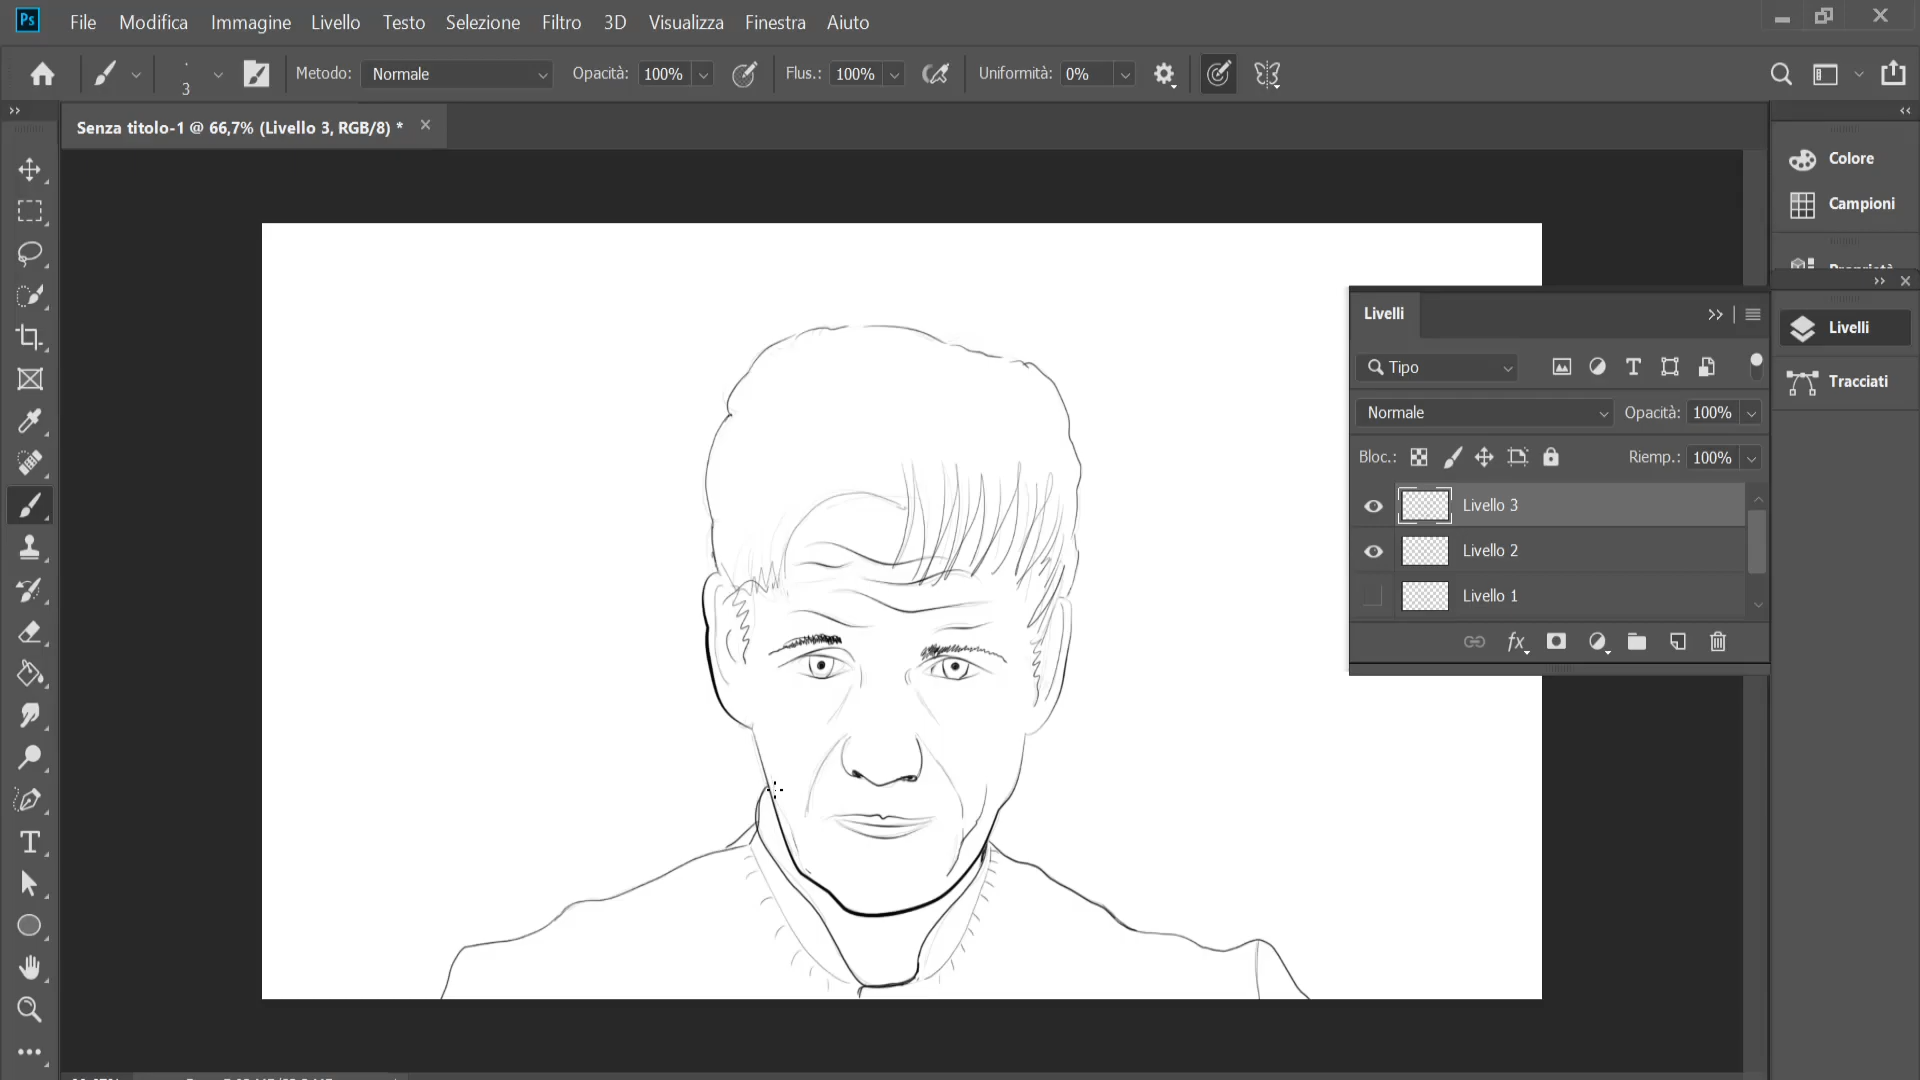 Ps File Modifica Immagine Livello Testo Selezione Filtro 3D Visualizza Finestra Aiuto
3 Metodo: Normale Opacità: 100% Flus.: 100% Uniformità: 0%
Senza titolo-1 @ 66,7% (Livello 3, RGB/8) *
Colore
Campioni
Proprietà
Livelli
Tracciati
Livelli
Tipo
Normale Opacità: 100%
Bloc.: Riemp.: 100%
Livello 3
Livello 2
Livello 1
fx